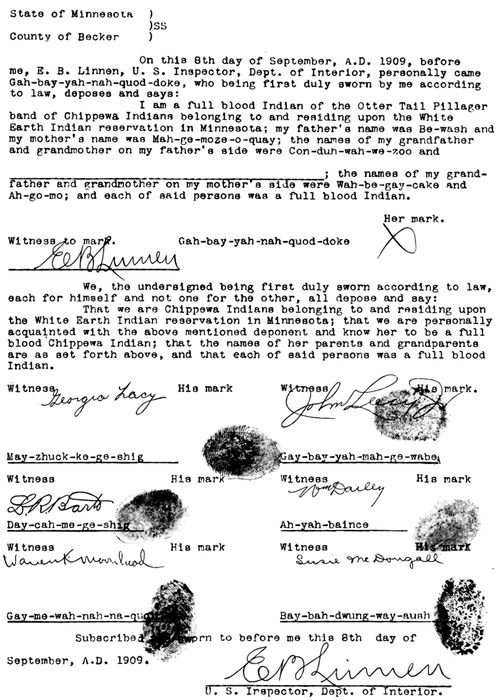 State of Minnesota )
)SS
County of Becker )
On this 8th day of September, A.D. 1909, before
me, E. B. Linnen, U. S. Inspector, Dept. of Interior, personally came
Gah-bay-yah-nah-quod-doke, who being first duly sworn by me according
to law, deposes and says:
I am a full blood Indian of the Otter Tail Pillager
band of Chippewa Indians belonging to and residing upon the White
Earth Indian reservation in Minnesota; my father's name was Be-wash and
my mother's name was Mah-ge-moze-o-quay; the names of my grandfather
and grandmother on my father's side were Con-duh-wah-we-zoo and
; the names of my grand-
father and grandmother on my mother's side were Wah-be-gay-cake and
Ah-go-mo; and each of said persons was a full blood Indian.
Her mark.
Witness to mark. Gah-bay-yah-nah-quod-doke X
E B Linnen
We, the undersigned being first duly sworn according to law,
each for himself and not one for the other, all depose and say:
That we are Chippewa Indians belonging to and residing upon
the White Earth Indian reservation in Minnesota; that we are personally
acquainted with the above mentioned deponent and know her to be a full
blood Chippewa Indian; that the names of her parents and grandparents
are as set forth above, and that each of said persons was a full blood
Indian.
Witness His mark Witness His mark.
Georgia Lacy John
May-zhuck-ke-ge-shig Gay-bay-yah-mah-ge-wabe
Witness His mark Witness His mark
Wm Dailey
Day-cah-me-ge-shig Ah-yah-baince
Witness His mark Witness His mark
Warren K Moorehead Susie McDougall
Gay-me-wah-nah-na- Bay-bah-dwung-way-aush
Subscribed sworn to before me this 8th day of
September, A.D. 1909.
E B Linnen
U. S. Inspector, Dept. of Interior.